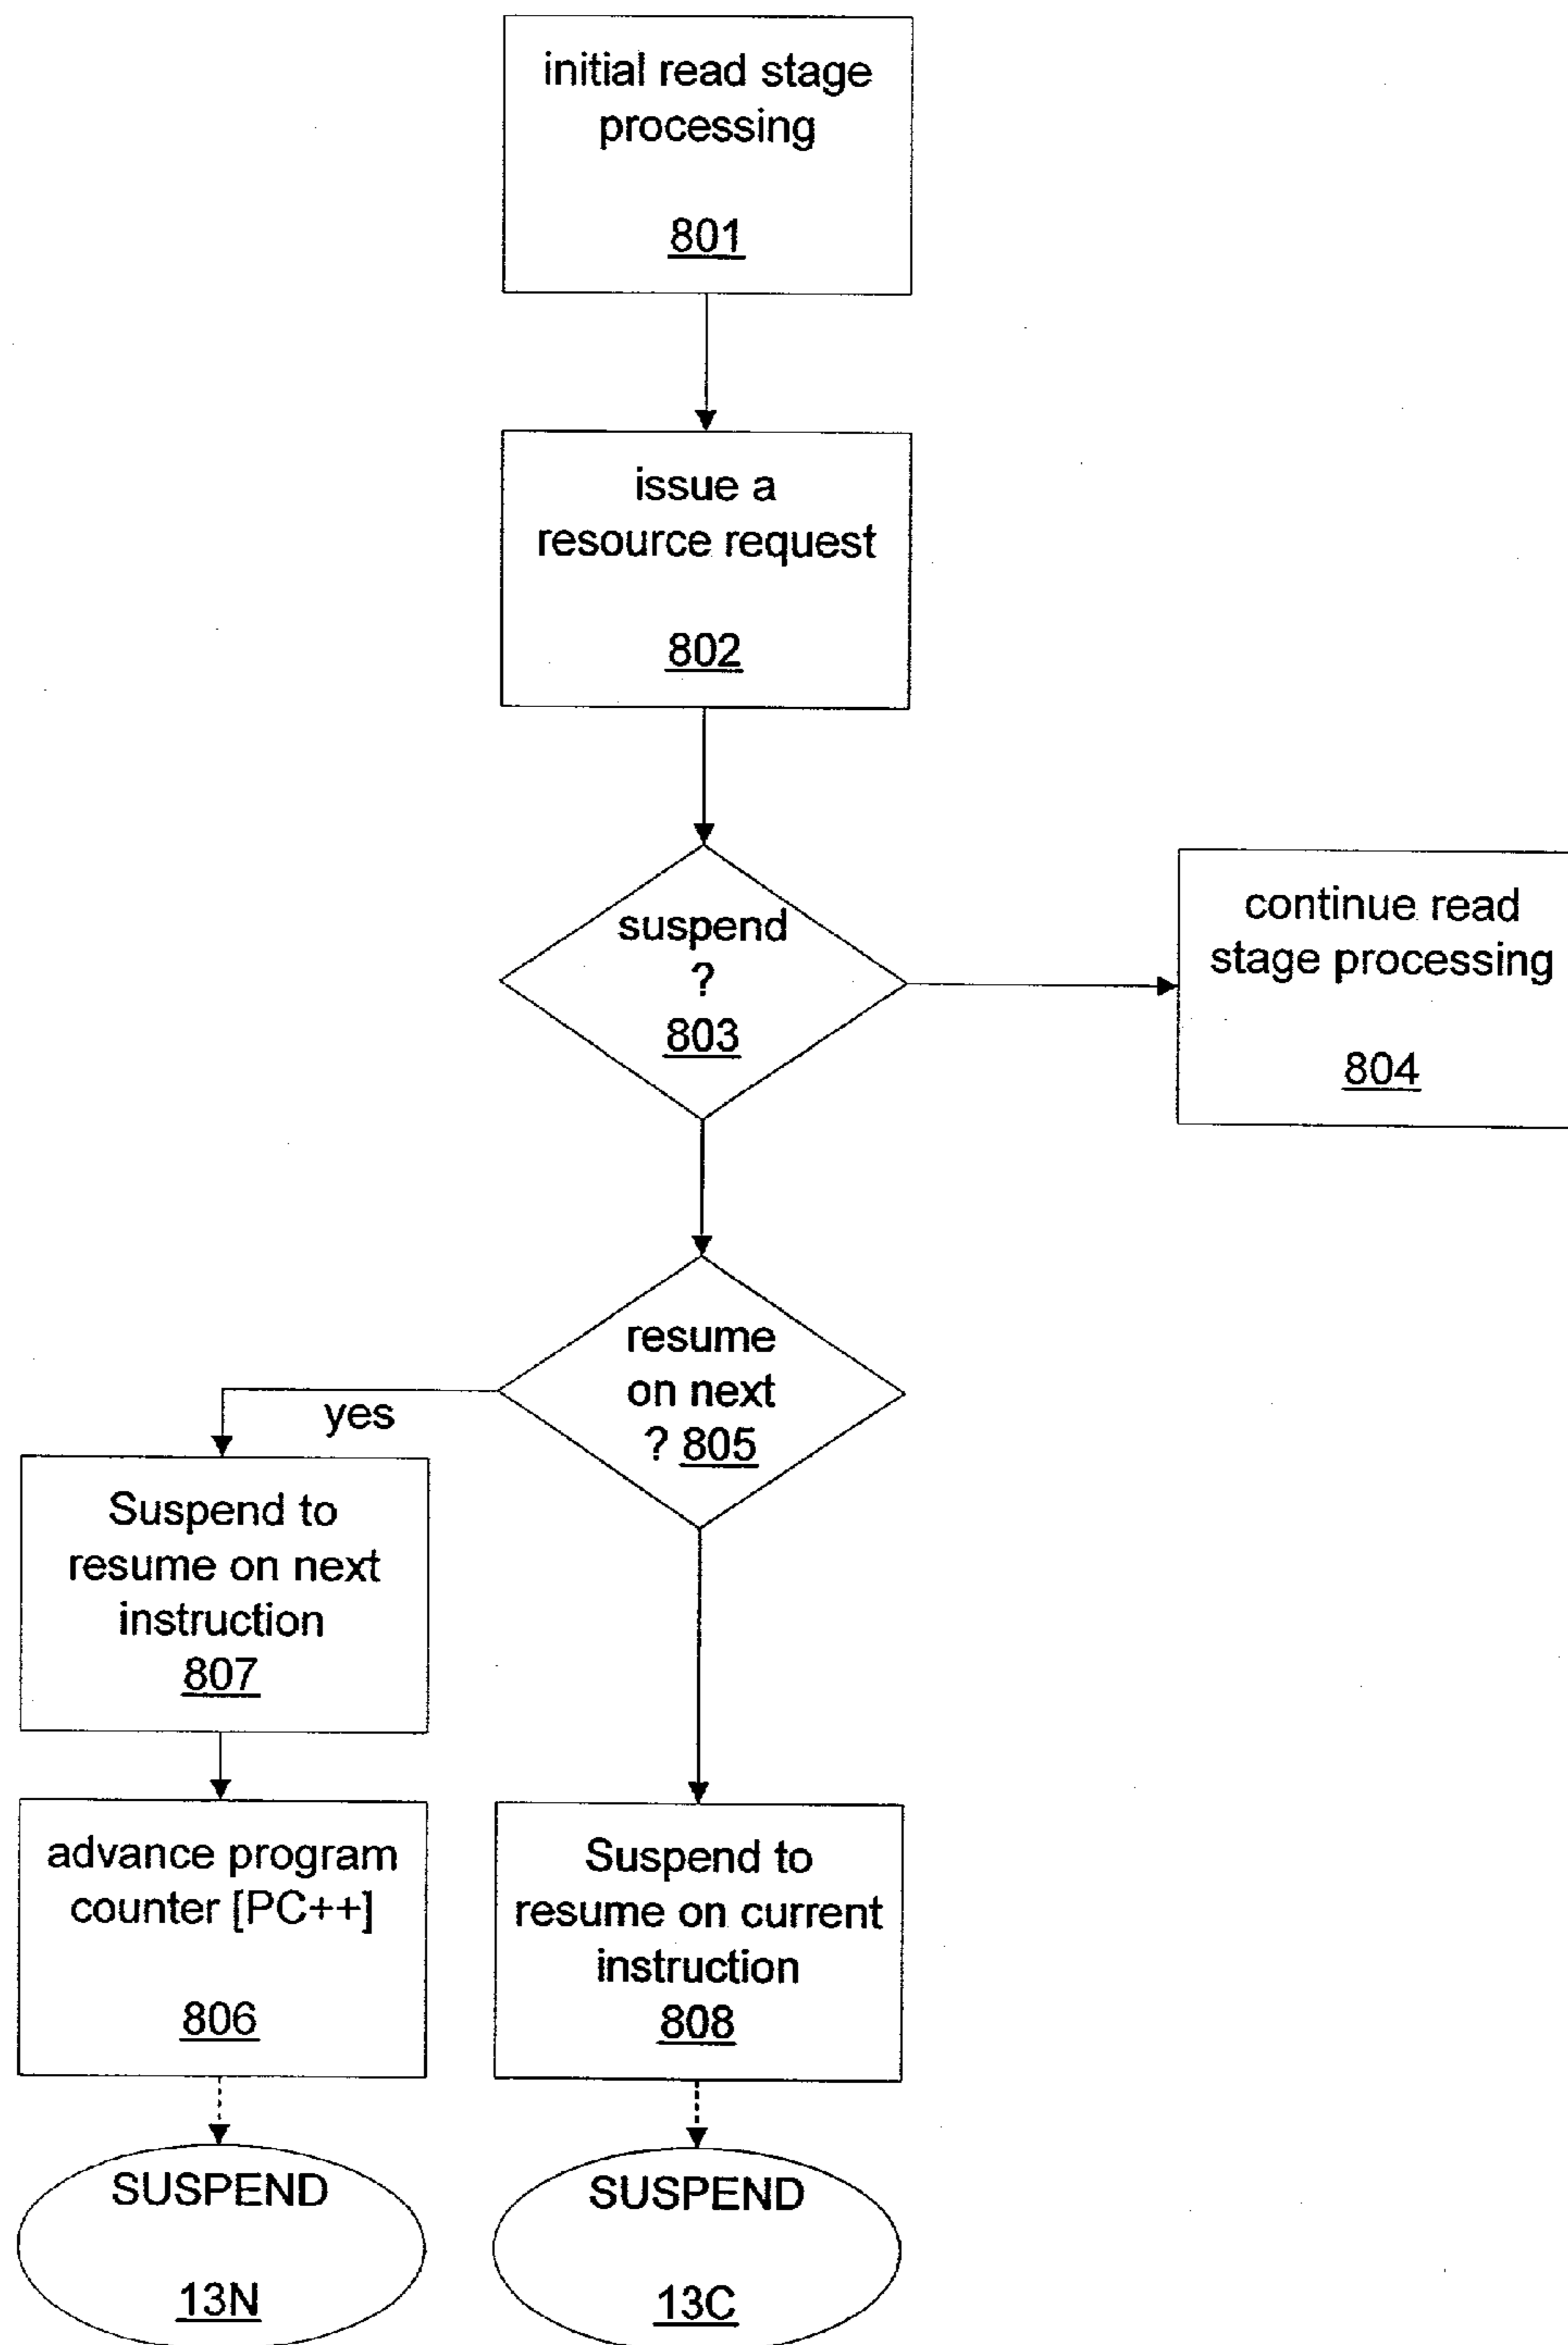 initial read stage
processing
801
issue a
resource request
802
suspend
?
803
continue read
stage processing
804
resume
on next
? 805
yes
Suspend to
resume on next
instruction
807
advance program
counter [PC++]
806
Suspend to
resume on current
instruction
808
SUSPEND
13N
SUSPEND
13C